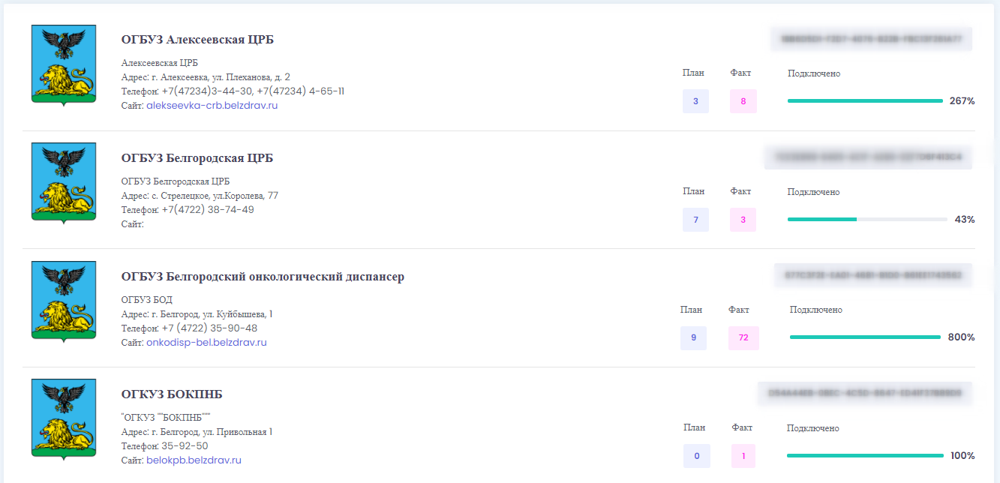 ОГБУЗ Алексеевская ЦРБ
Алексеевская ЦРБ
Адрес: г. Алексеевка, ул. Плеханова, д. 2
Телефон: +7(47234)3-44-30, +7(47234) 4-65-11
Сайт: alekseevka-crb.belzdrav.ru
План Факт Подключено
3 8 267%
ОГБУЗ Белгородская ЦРБ
ОГБУЗ Белгородская ЦРБ
Адрес: с. Стрелецкое, ул.Королева, 77
Телефон: +7(4722) 38-74-49
Сайт:
План Факт Подключено
7 3 43%
ОГБУЗ Белгородский онкологический диспансер
ОГБУЗ БОД
Адрес: г. Белгород, ул. Куйбышева, 1
Телефон: +7 (4722) 35-90-48
Сайт: onkodisp-bel.belzdrav.ru
План Факт Подключено
9 72 800%
ОГКУЗ БОКПНБ
"ОГКУЗ ""БОКПНБ"""
Адрес: г. Белгород, ул. Привольная 1
Телефон: 35-92-50
Сайт: belokpb.belzdrav.ru
План Факт Подключено
0 1 100%